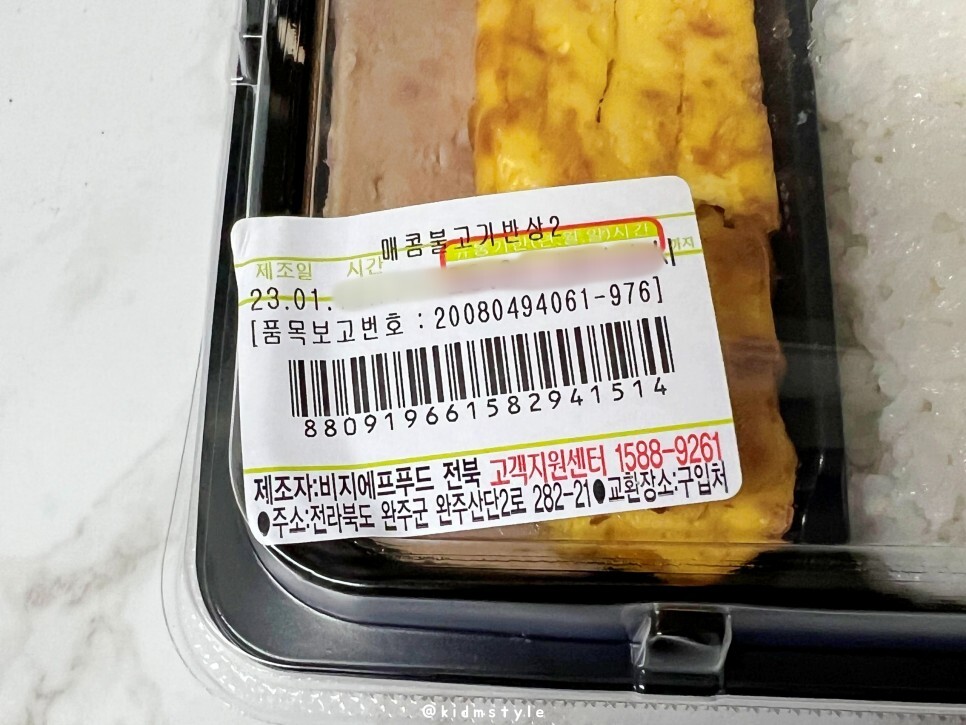 매콤불고기반상2
제조일 시간 유통기한(년,월,일)시간 까지
23.01. 시
[품목보고번호 : 20080494061-976]
880919661582941514
제조자:비지에프푸드 전북 고객지원센터 1588-9261
●주소:전라북도 완주군 완주산단2로 282-21●교환장소:구입처
@kidmstyle